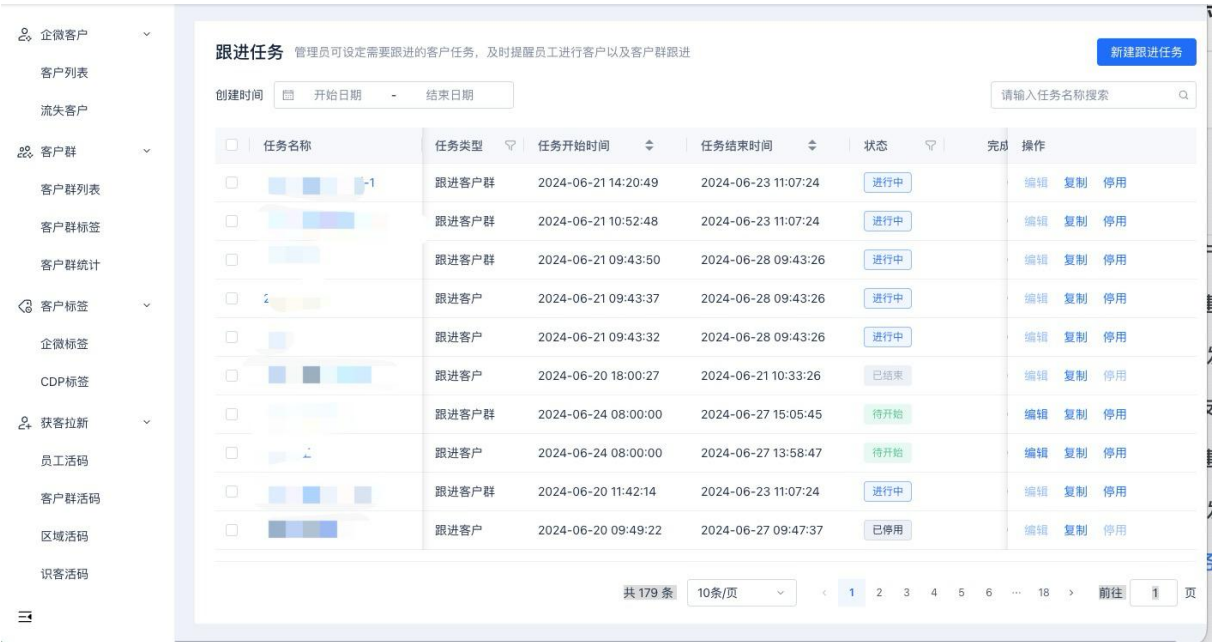 企微客户
客户列表
流失客户
客户群
客户群列表
客户群标签
客户群统计
客户标签
企微标签
CDP标签
获客拉新
员工活码
客户群活码
区域活码
识客活码
跟进任务 管理员可设定需要跟进的客户任务，及时提醒员工进行客户以及客户群跟进 新建跟进任务
创建时间 开始日期 - 结束日期 请输入任务名称搜索
任务名称 任务类型 任务开始时间 任务结束时间 状态 完成 操作
-1 跟进客户群 2024-06-21 14:20:49 2024-06-23 11:07:24 进行中 编辑 复制 停用
跟进客户群 2024-06-21 10:52:48 2024-06-23 11:07:24 进行中 编辑 复制 停用
跟进客户群 2024-06-21 09:43:50 2024-06-28 09:43:26 进行中 编辑 复制 停用
2 跟进客户 2024-06-21 09:43:37 2024-06-28 09:43:26 进行中 编辑 复制 停用
跟进客户 2024-06-21 09:43:32 2024-06-28 09:43:26 进行中 编辑 复制 停用
跟进客户 2024-06-20 18:00:27 2024-06-21 10:33:26 已结束 编辑 复制 停用
跟进客户群 2024-06-24 08:00:00 2024-06-27 15:05:45 待开始 编辑 复制 停用
跟进客户 2024-06-24 08:00:00 2024-06-27 13:58:47 待开始 编辑 复制 停用
跟进客户群 2024-06-20 11:42:14 2024-06-23 11:07:24 进行中 编辑 复制 停用
跟进客户 2024-06-20 09:49:22 2024-06-27 09:47:37 已停用 编辑 复制 停用
共 179 条 10条/页 1 2 3 4 5 6 ··· 18 前往 1 页